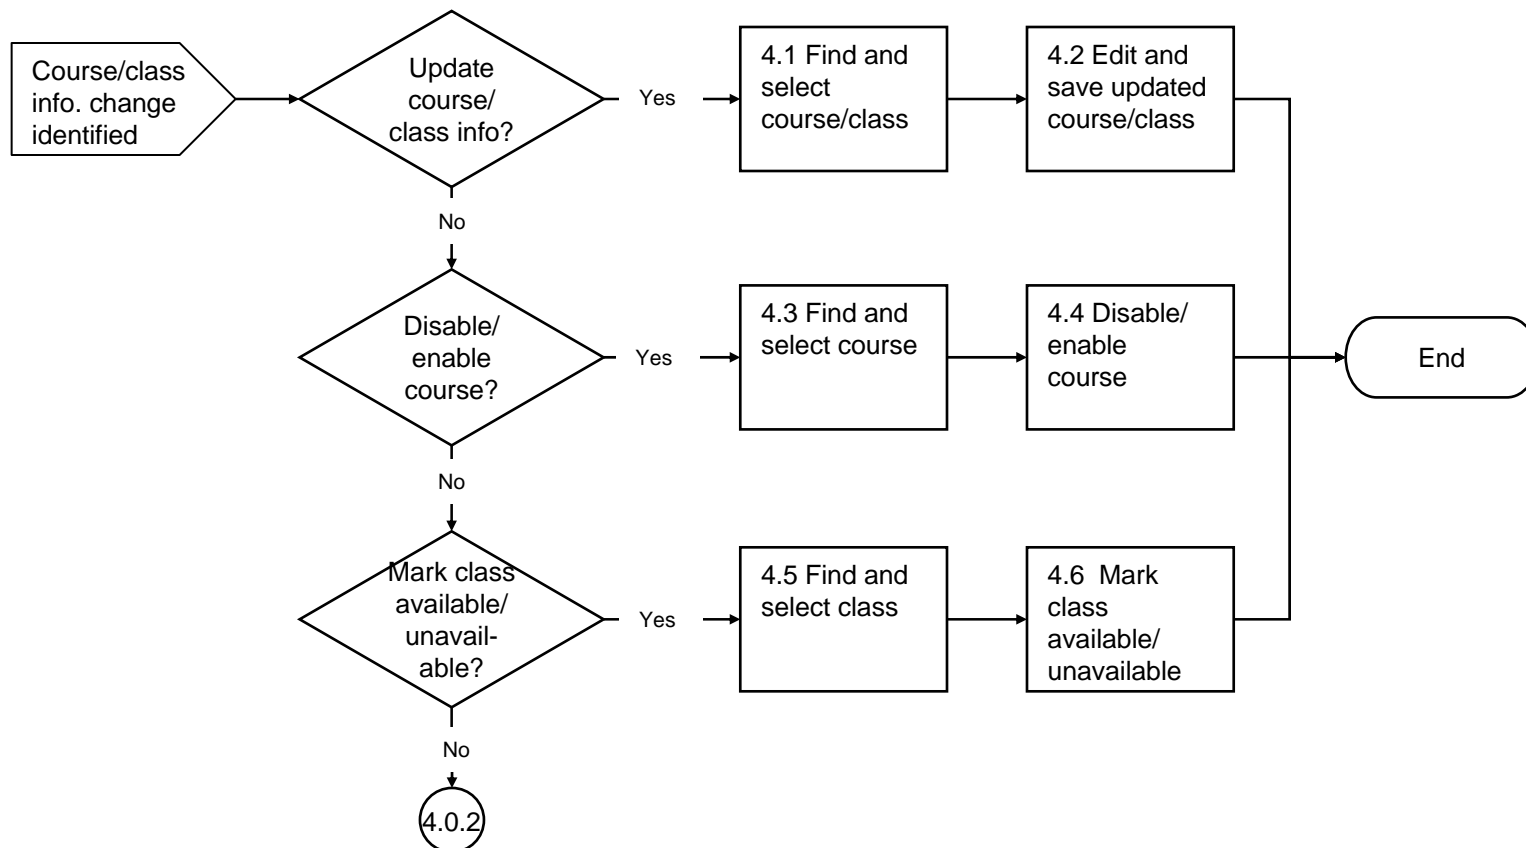 Course/class
info. change
identified
Update
course/
class info?
Yes
4.1 Find and
select
course/class
4.2 Edit and
save updated
course/class
No
Disable/
enable
course?
Yes
4.3 Find and
select course
4.4 Disable/
enable
course
End
No
Mark class
available/
unavail-
able?
Yes
4.5 Find and
select class
4.6  Mark
class
available/
unavailable
No
4.0.2